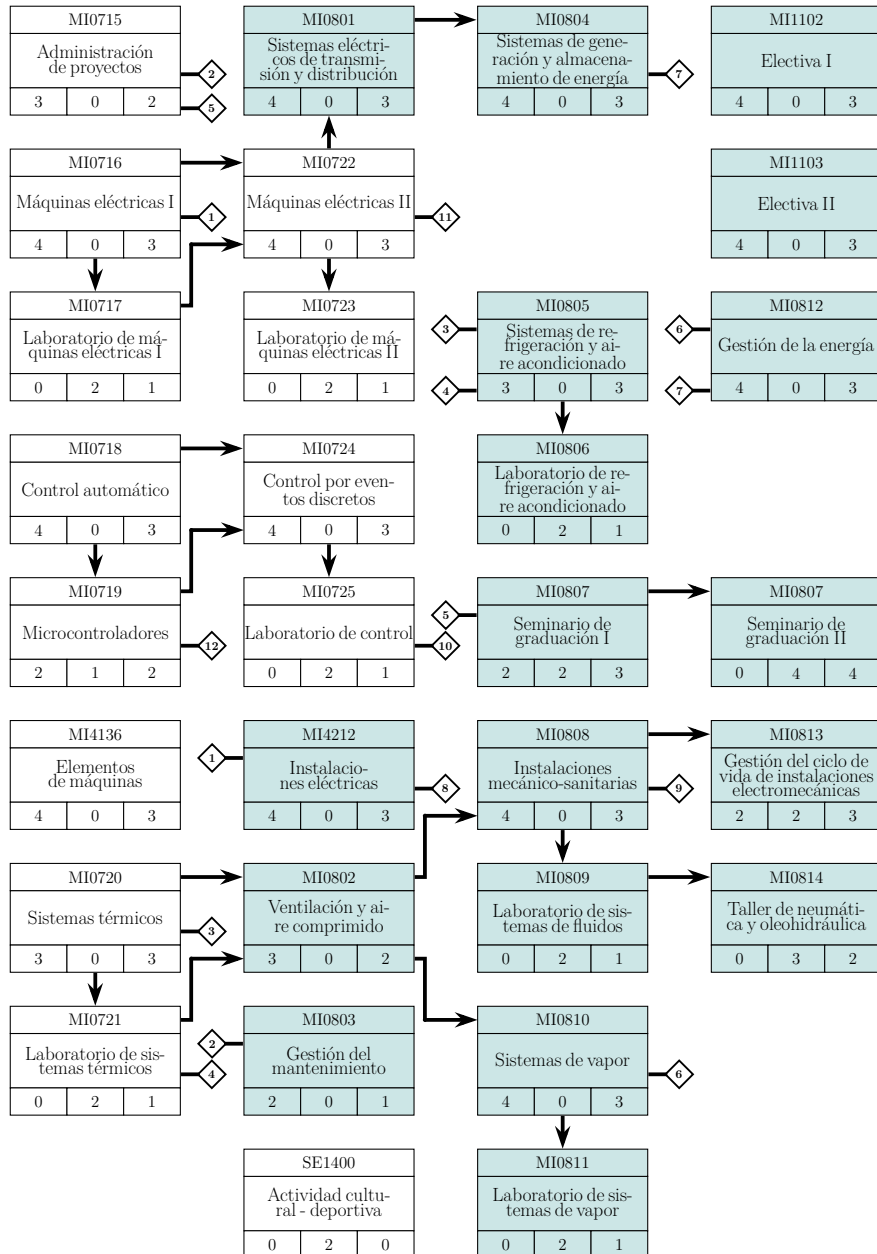 MI0715
Administración
de proyectos
2
5
3 0 2
MI0716
Máquinas eléctricas I
1
4 0 3
MI0717
Laboratorio de má-
quinas eléctricas I
0 2 1
MI0718
Control automático
4 0 3
MI0719
Microcontroladores
12
2 1 2
MI4136
Elementos
de máquinas
4 0 3
MI0720
Sistemas térmicos
3
3 0 3
MI0721
Laboratorio de sis-
temas térmicos
4
0 2 1
MI0801
Sistemas eléctri-
cos de transmi-
sión y distribución
4 0 3
MI0722
Máquinas eléctricas II
11
4 0 3
MI0723
Laboratorio de má-
quinas eléctricas II
0 2 1
MI0724
Control por even-
tos discretos
4 0 3
MI0725
Laboratorio de control
10
0 2 1
1
MI4212
Instalacio-
nes eléctricas
8
4 0 3
MI0802
Ventilación y ai-
re comprimido
3 0 2
2
MI0803
Gestión del
mantenimiento
2 0 1
SE1400
Actividad cultu-
ral - deportiva
0 2 0
MI0804
Sistemas de gene-
ración y almacena-
miento de energía
7
4 0 3
3
4
MI0805
Sistemas de re-
frigeración y ai-
re acondicionado
3 0 3
MI0806
Laboratorio de re-
frigeración y ai-
re acondicionado
0 2 1
5
MI0807
Seminario de
graduación I
2 2 3
MI0808
Instalaciones
mecánico-sanitarias
9
4 0 3
MI0809
Laboratorio de sis-
temas de fluidos
0 2 1
MI0810
Sistemas de vapor
6
4 0 3
MI0811
Laboratorio de sis-
temas de vapor
0 2 1
MI1102
Electiva I
4 0 3
MI1103
Electiva II
4 0 3
6
7
MI0812
Gestión de la energía
4 0 3
MI0807
Seminario de
graduación II
0 4 4
MI0813
Gestión del ciclo de
vida de instalaciones
electromecánicas
2 2 3
MI0814
Taller de neumáti-
ca y oleohidráulica
0 3 2